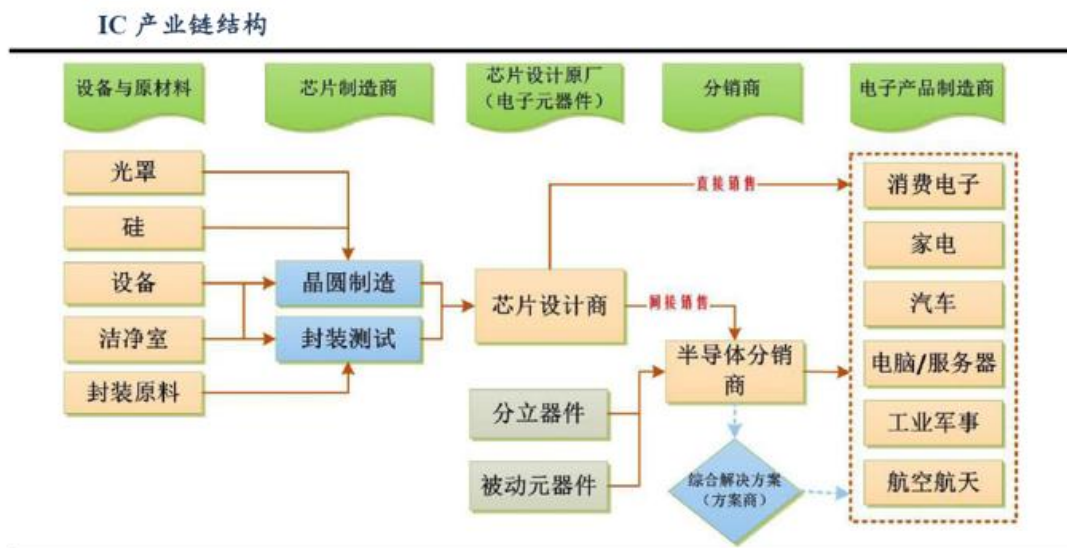 IC 产业链结构
设备与原材料
芯片制造商
芯片设计原厂
（电子元器件）
分销商
电子产品制造商
光罩
硅
设备
洁净室
封装原料
晶圆制造
封装测试
芯片设计商
分立器件
被动元器件
直接销售
间接销售
半导体分销
商
综合解决方案
（方案商）
消费电子
家电
汽车
电脑/服务器
工业军事
航空航天